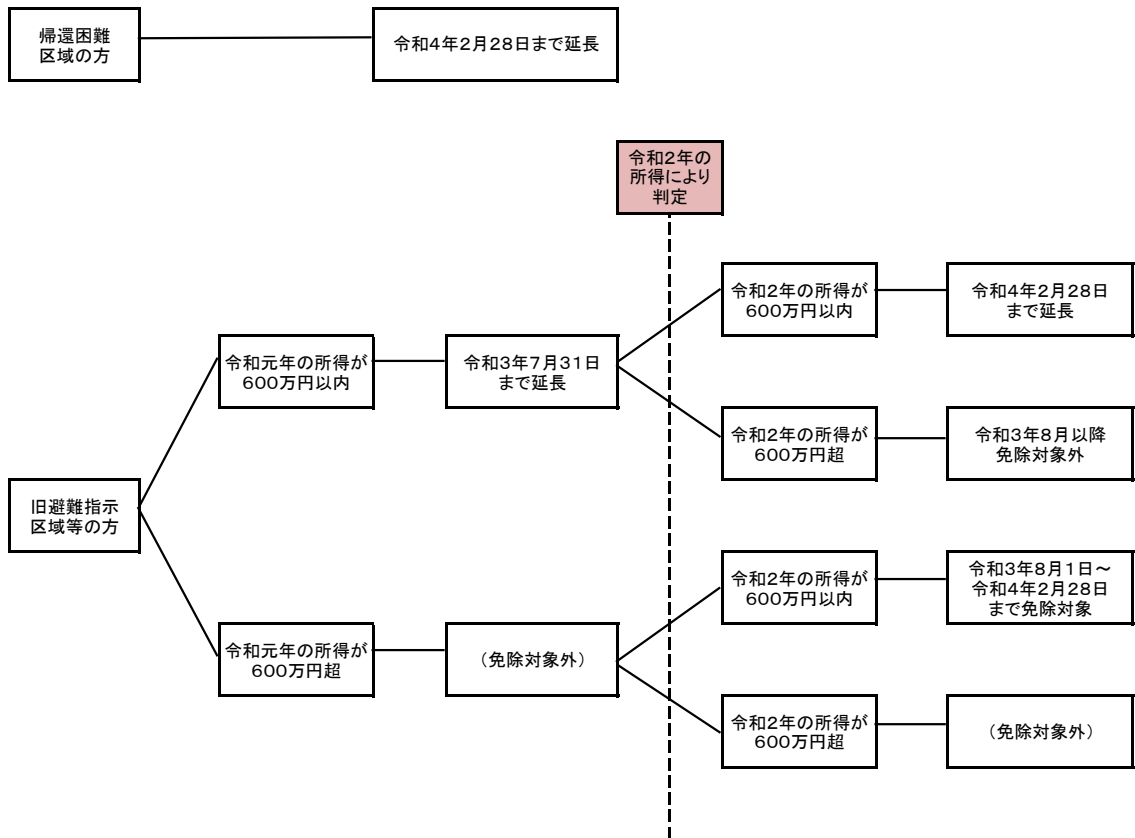 帰還困難
区域の方
令和4年2月28日まで延長
令和2年の
所得により
判定
令和2年の所得が
600万円以内
令和4年2月28日
まで延長
令和元年の所得が
600万円以内
令和3年7月31日
まで延長
令和2年の所得が
600万円超
令和3年8月以降
免除対象外
旧避難指示
区域等の方
令和2年の所得が
600万円以内
令和3年8月1日～
令和4年2月28日
まで免除対象
令和元年の所得が
600万円超
（免除対象外）
令和2年の所得が
600万円超
（免除対象外）